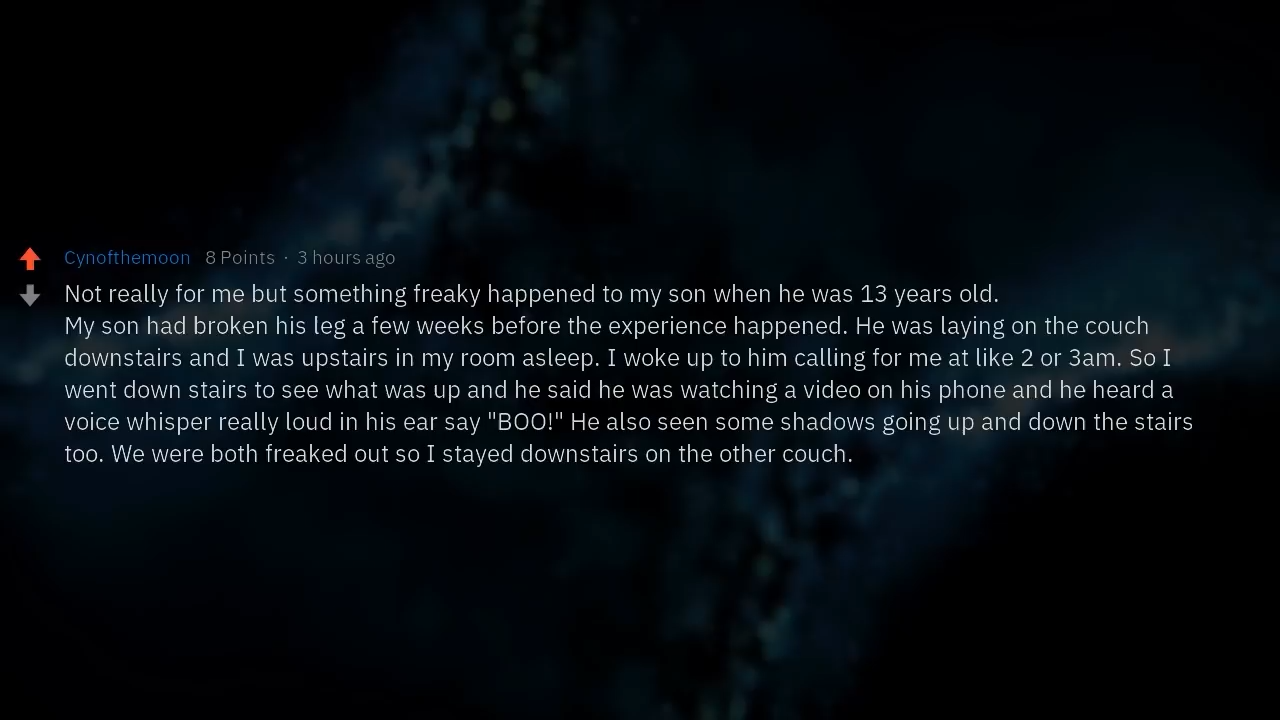 Cynofthemoon 8 Points · 3 hours ago
Not really for me but something freaky happened to my son when he was 13 years old.
My son had broken his leg a few weeks before the experience happened. He was laying on the couch
downstairs and I was upstairs in my room asleep. I woke up to him calling for me at like 2 or 3am. So I
went down stairs to see what was up and he said he was watching a video on his phone and he heard a
voice whisper really loud in his ear say "BOO!" He also seen some shadows going up and down the stairs
too. We were both freaked out so I stayed downstairs on the other couch.